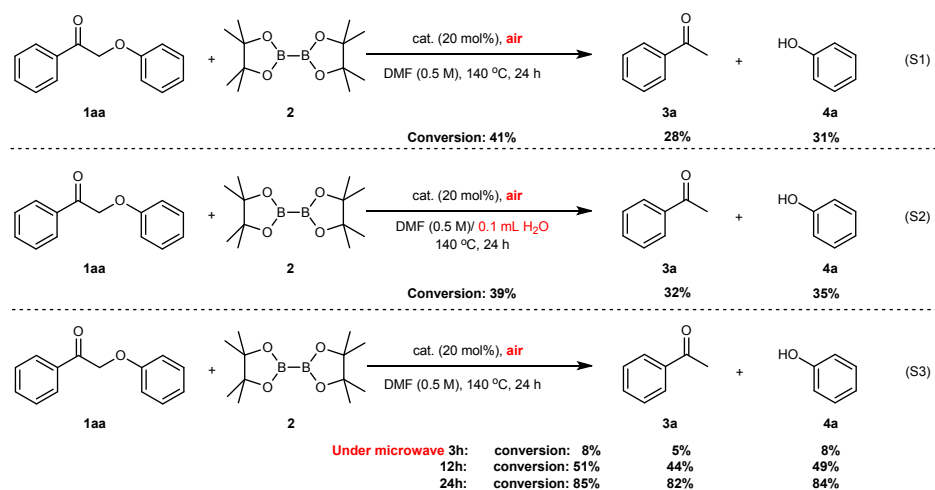 O
O
O
O
B
B
O
O
cat. (20 mol%), air
DMF (0.5 M), 140 °C, 24 h
O
HO
+
+
(S1)
1aa
2
3a
4a
Conversion: 41%
28%
31%
O
O
O
O
B
B
O
O
cat. (20 mol%), air
DMF (0.5 M)/ 0.1 mL H₂O
140 °C, 24 h
O
HO
+
+
(S2)
1aa
2
3a
4a
Conversion: 39%
32%
35%
O
O
O
O
B
B
O
O
cat. (20 mol%), air
DMF (0.5 M), 140 °C, 24 h
O
HO
+
+
(S3)
1aa
2
3a
4a
Under microwave 3h: conversion: 8% 5% 8%
12h: conversion: 51% 44% 49%
24h: conversion: 85% 82% 84%